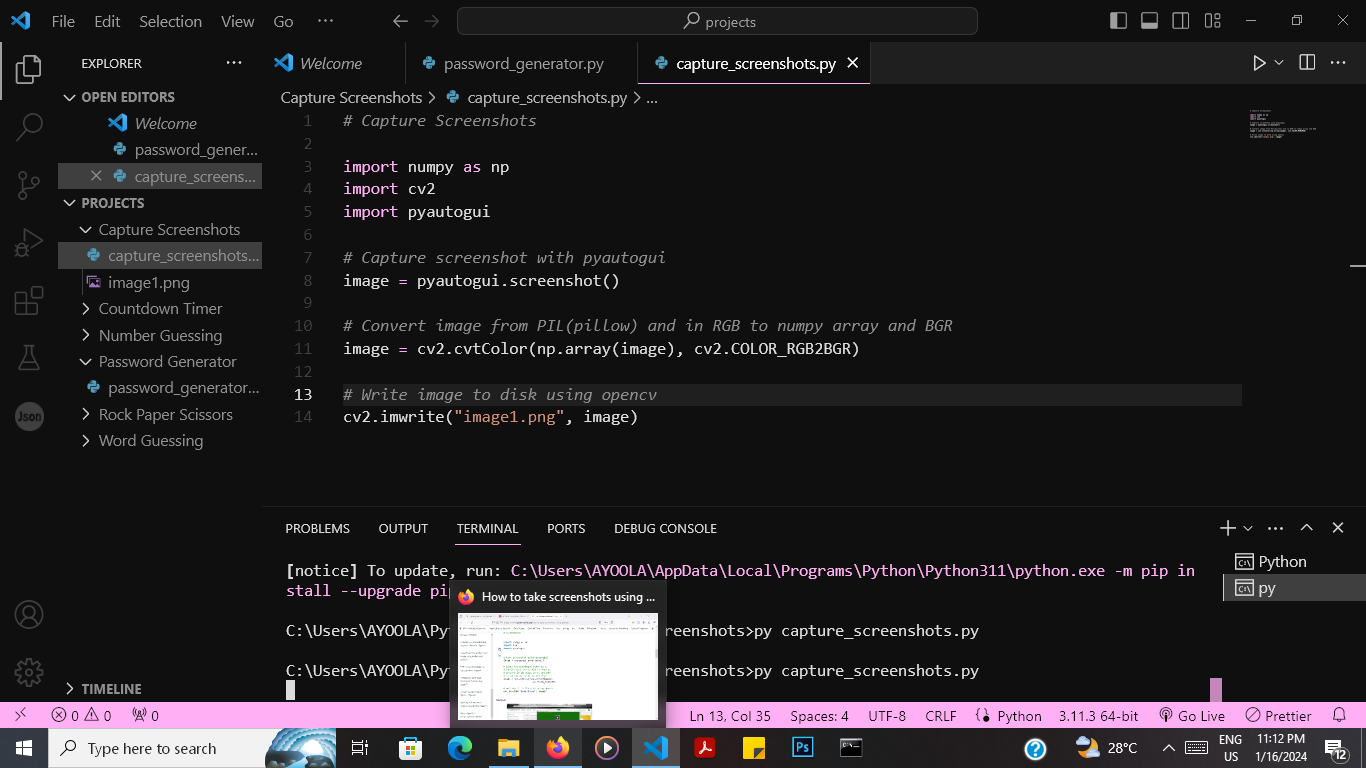 File Edit Selection View Go ··· projects
EXPLORER ···
Welcome password_generator.py capture_screenshots.py
OPEN EDITORS
Welcome
password_gener...
capture_screens...
PROJECTS
Capture Screenshots
capture_screenshots...
image1.png
Countdown Timer
Number Guessing
Password Generator
password_generator...
Rock Paper Scissors
Word Guessing
TIMELINE
Json
Capture Screenshots > capture_screenshots.py > ...
1 # Capture Screenshots
2
3 import numpy as np
4 import cv2
5 import pyautogui
6
7 # Capture screenshot with pyautogui
8 image = pyautogui.screenshot()
9
10 # Convert image from PIL(pillow) and in RGB to numpy array and BGR
11 image = cv2.cvtColor(np.array(image), cv2.COLOR_RGB2BGR)
12
13 # Write image to disk using opencv
14 cv2.imwrite("image1.png", image)
PROBLEMS OUTPUT TERMINAL PORTS DEBUG CONSOLE
Python
py
[notice] To update, run: C:\Users\AYOOLA\AppData\Local\Programs\Python\Python311\python.exe -m pip in
stall --upgrade pi
How to take screenshots using ...
C:\Users\AYOOLA\Py eenshots>py capture_screenshots.py
C:\Users\AYOOLA\Py eenshots>py capture_screenshots.py
0 0 0 Ln 13, Col 35 Spaces: 4 UTF-8 CRLF Python 3.11.3 64-bit Go Live Prettier
Type here to search Ps 28°C ENG US 11:12 PM 1/16/2024 12